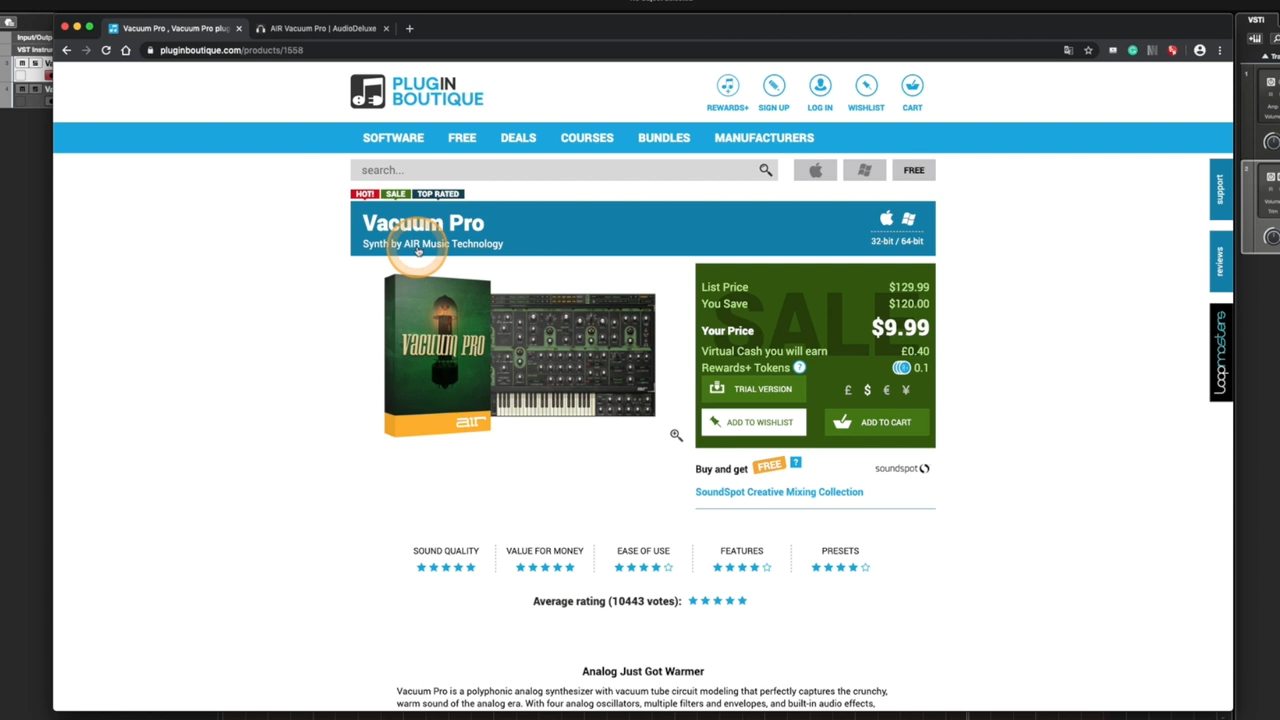 Vacuum Pro , Vacuum Pro plug
AIR Vacuum Pro | AudioDeluxe
VSTi
Input/Outp
VST Instrum
pluginboutique.com/products/1558
PLUGIN
BOUTIQUE
REWARDS+
SIGN UP
LOG IN
WISHLIST
CART
SOFTWARE
FREE
DEALS
COURSES
BUNDLES
MANUFACTURERS
search...
FREE
HOT!
SALE
TOP RATED
Vacuum Pro
Synth by AIR Music Technology
32-bit / 64-bit
support
reviews
loopmasters
VACUUM PRO
air
SALE
List Price $129.99
You Save $120.00
Your Price $9.99
Virtual Cash you will earn £0.40
Rewards+ Tokens ? 0.1
TRIAL VERSION
£ $ € ¥
ADD TO WISHLIST
ADD TO CART
Buy and get FREE ?
soundspot
SoundSpot Creative Mixing Collection
SOUND QUALITY
VALUE FOR MONEY
EASE OF USE
FEATURES
PRESETS
Average rating (10443 votes):
Analog Just Got Warmer
Vacuum Pro is a polyphonic analog synthesizer with vacuum tube circuit modeling that perfectly captures the crunchy,
warm sound of the analog era. With four analog oscillators, multiple filters and envelopes, and built-in audio effects,